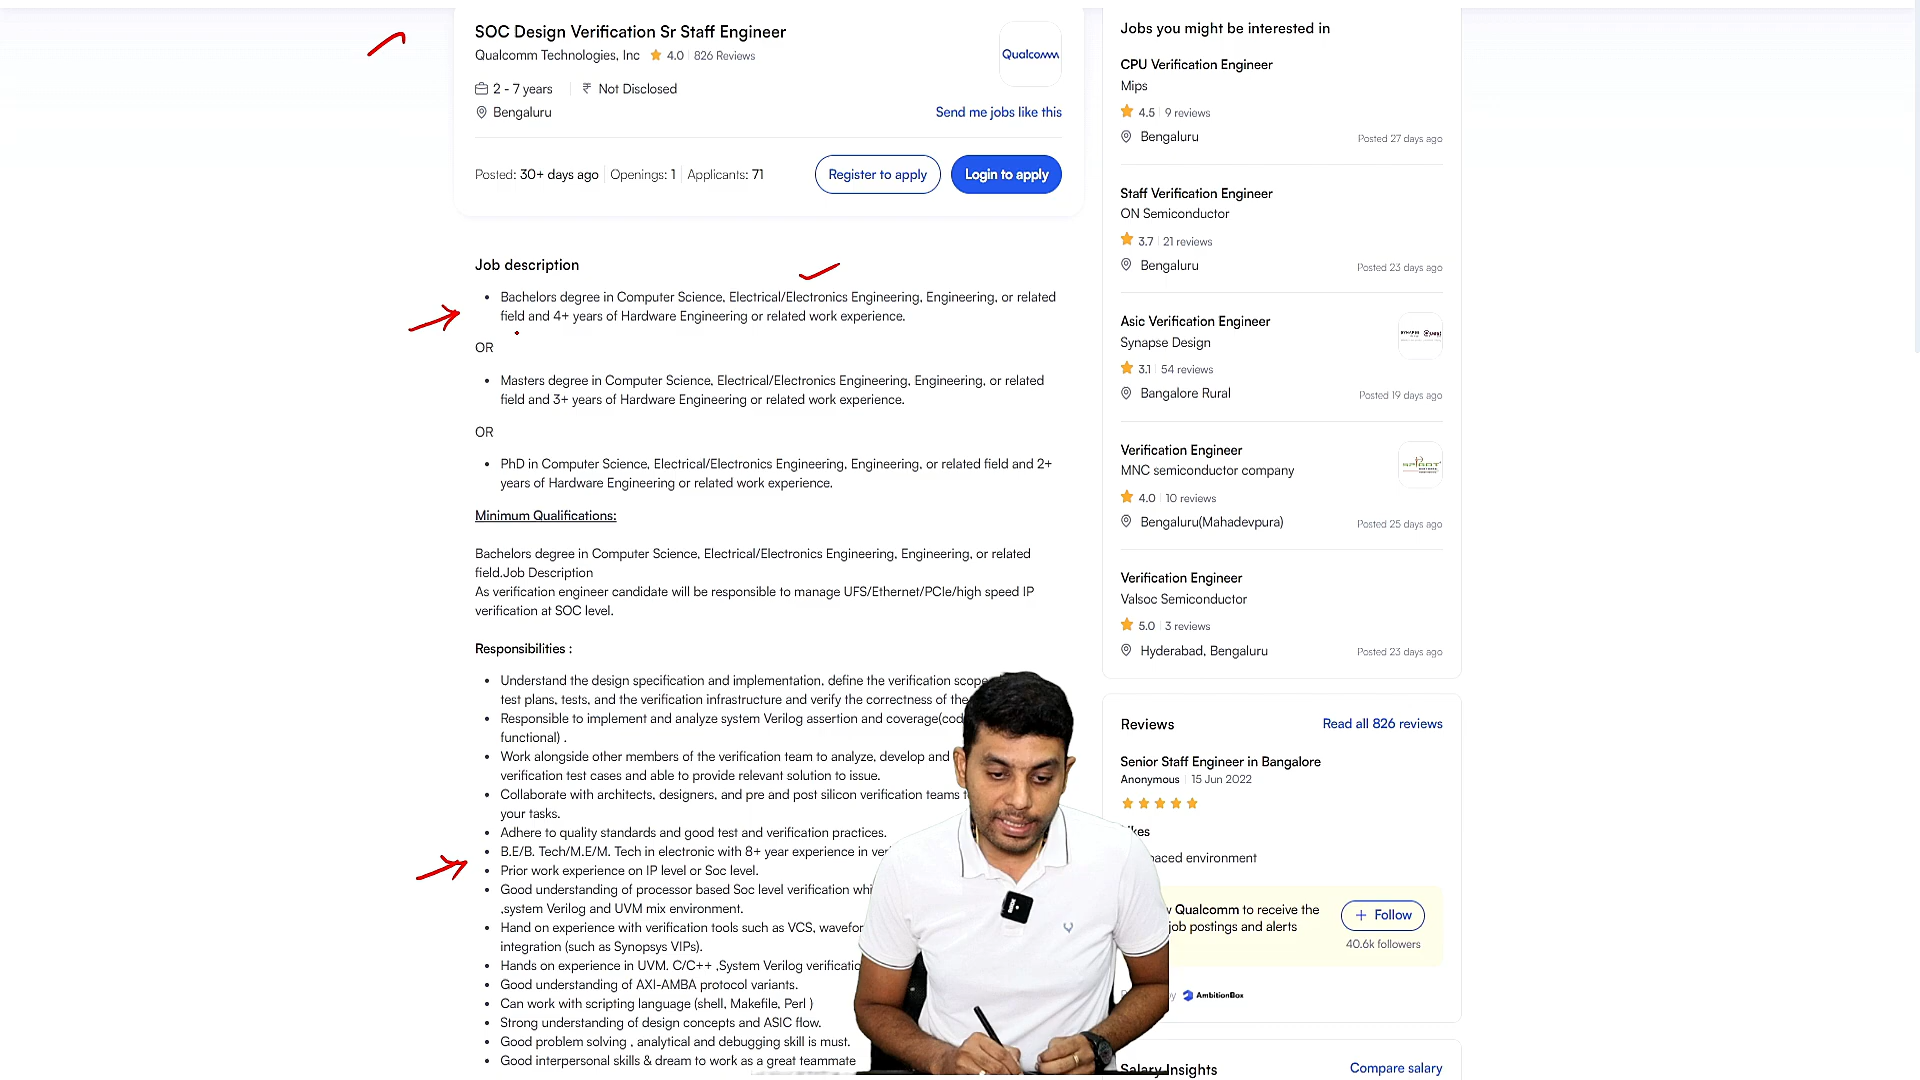 SOC Design Verification Sr Staff Engineer
Qualcomm Technologies, Inc 4.0 826 Reviews
Qualcomm
2 - 7 years ₹ Not Disclosed
Bengaluru
Send me jobs like this
Posted: 30+ days ago Openings: 1 Applicants: 71
Register to apply
Login to apply
Job description
• Bachelors degree in Computer Science, Electrical/Electronics Engineering, Engineering, or related
field and 4+ years of Hardware Engineering or related work experience.
OR
• Masters degree in Computer Science, Electrical/Electronics Engineering, Engineering, or related
field and 3+ years of Hardware Engineering or related work experience.
OR
• PhD in Computer Science, Electrical/Electronics Engineering, Engineering, or related field and 2+
years of Hardware Engineering or related work experience.
Minimum Qualifications:
Bachelors degree in Computer Science, Electrical/Electronics Engineering, Engineering, or related
field.Job Description
As verification engineer candidate will be responsible to manage UFS/Ethernet/PCIe/high speed IP
verification at SOC level.
Responsibilities :
• Understand the design specification and implementation, define the verification scope
test plans, tests, and the verification infrastructure and verify the correctness of the
• Responsible to implement and analyze system Verilog assertion and coverage(cod
functional) .
• Work alongside other members of the verification team to analyze, develop and
verification test cases and able to provide relevant solution to issue.
• Collaborate with architects, designers, and pre and post silicon verification teams t
your tasks.
• Adhere to quality standards and good test and verification practices.
• B.E/B. Tech/M.E/M. Tech in electronic with 8+ year experience in ver
• Prior work experience on IP level or Soc level.
• Good understanding of processor based Soc level verification whi
,system Verilog and UVM mix environment.
• Hand on experience with verification tools such as VCS, wavefor
integration (such as Synopsys VIPs).
• Hands on experience in UVM. C/C++ ,System Verilog verificatio
• Good understanding of AXI-AMBA protocol variants.
• Can work with scripting language (shell, Makefile, Perl )
• Strong understanding of design concepts and ASIC flow.
• Good problem solving , analytical and debugging skill is must.
• Good interpersonal skills & dream to work as a great teammate
Jobs you might be interested in
CPU Verification Engineer
Mips
4.5 9 reviews
Bengaluru Posted 27 days ago
Staff Verification Engineer
ON Semiconductor
3.7 21 reviews
Bengaluru Posted 23 days ago
Asic Verification Engineer
Synapse Design
3.1 54 reviews
Bangalore Rural Posted 19 days ago
Verification Engineer
MNC semiconductor company
4.0 10 reviews
Bengaluru(Mahadevpura) Posted 25 days ago
Verification Engineer
Valsoc Semiconductor
5.0 3 reviews
Hyderabad, Bengaluru Posted 23 days ago
Reviews Read all 826 reviews
Senior Staff Engineer in Bangalore
Anonymous 15 Jun 2022
kes
aced environment
Qualcomm to receive the
job postings and alerts
+ Follow
40.6k followers
y AmbitionBox
Salary Insights Compare salary